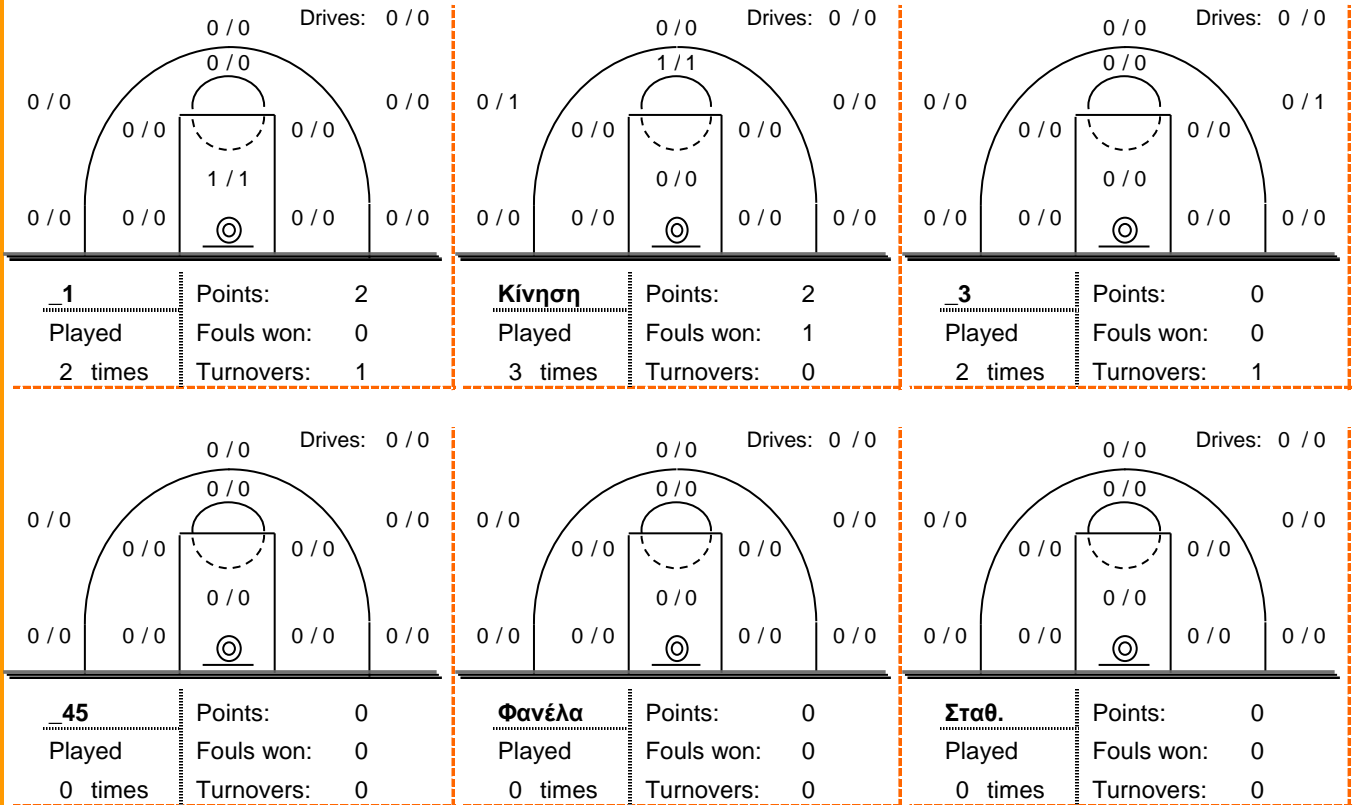 0 / 0 Drives: 0 / 0
0 / 0
0 / 0 0 / 0
0 / 0 0 / 0
1 / 1
0 / 0 0 / 0 0 / 0 0 / 0
_1 Points: 2
Played Fouls won: 0
2 times Turnovers: 1
0 / 0 Drives: 0 / 0
1 / 1
0 / 1 0 / 0
0 / 0 0 / 0
0 / 0
0 / 0 0 / 0 0 / 0 0 / 0
Κίνηση Points: 2
Played Fouls won: 1
3 times Turnovers: 0
0 / 0 Drives: 0 / 0
0 / 0
0 / 0 0 / 1
0 / 0 0 / 0
0 / 0
0 / 0 0 / 0 0 / 0 0 / 0
_3 Points: 0
Played Fouls won: 0
2 times Turnovers: 1
0 / 0 Drives: 0 / 0
0 / 0
0 / 0 0 / 0
0 / 0 0 / 0
0 / 0
0 / 0 0 / 0 0 / 0 0 / 0
_45 Points: 0
Played Fouls won: 0
0 times Turnovers: 0
0 / 0 Drives: 0 / 0
0 / 0
0 / 0 0 / 0
0 / 0 0 / 0
0 / 0
0 / 0 0 / 0 0 / 0 0 / 0
Φανέλα Points: 0
Played Fouls won: 0
0 times Turnovers: 0
0 / 0 Drives: 0 / 0
0 / 0
0 / 0 0 / 0
0 / 0 0 / 0
0 / 0
0 / 0 0 / 0 0 / 0 0 / 0
Σταθ. Points: 0
Played Fouls won: 0
0 times Turnovers: 0